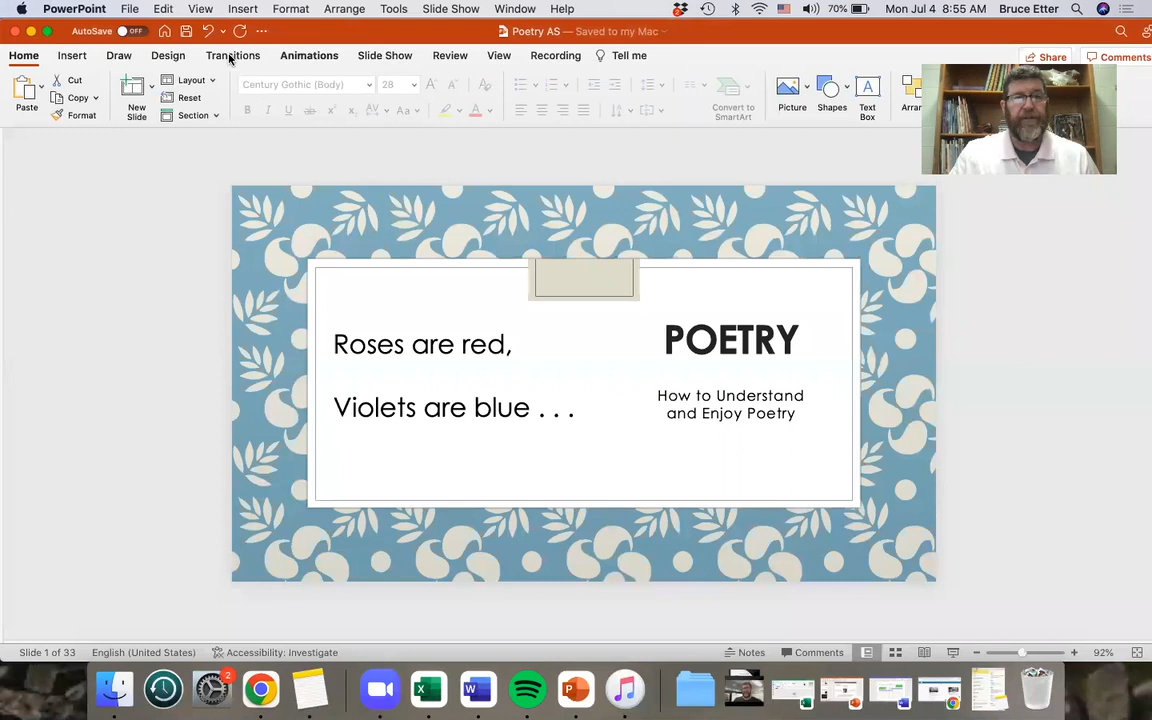 PowerPoint File Edit View Insert Format Arrange Tools Slide Show Window Help 70% Mon Jul 4 8:55 AM Bruce Etter
AutoSave OFF Poetry AS — Saved to my Mac
Home Insert Draw Design Transitions Animations Slide Show Review View Recording Tell me Share Comments
Paste Cut Copy Format New Slide Layout Reset Section Century Gothic (Body) 28 Convert to SmartArt Picture Shapes Text Box
Roses are red,
Violets are blue . . .
POETRY
How to Understand
and Enjoy Poetry
Slide 1 of 33 English (United States) Accessibility: Investigate Notes Comments 92%
2